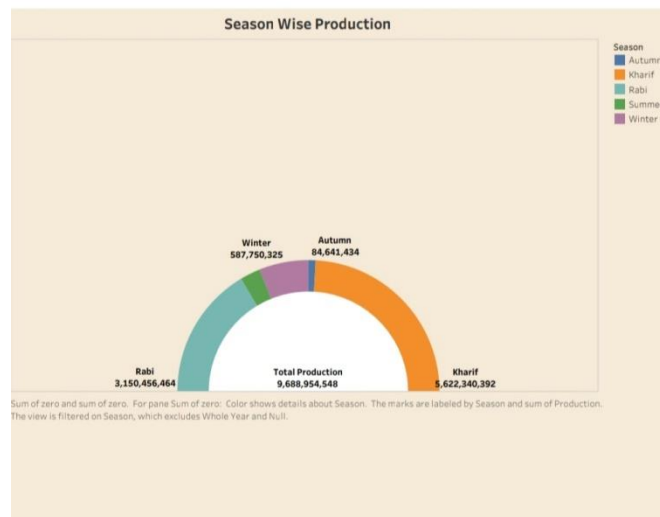 Season Wise Production
Season
Autumn
Kharif
Rabi
Summe
Winter
Winter
587,750,325
Autumn
84,641,434
Rabi
3,150,456,464
Total Production
9,688,954,548
Kharif
5,622,340,392
Sum of zero and sum of zero. For pane Sum of zero: Color shows details about Season. The marks are labeled by Season and sum of Production.
The view is filtered on Season, which excludes Whole Year and Null.